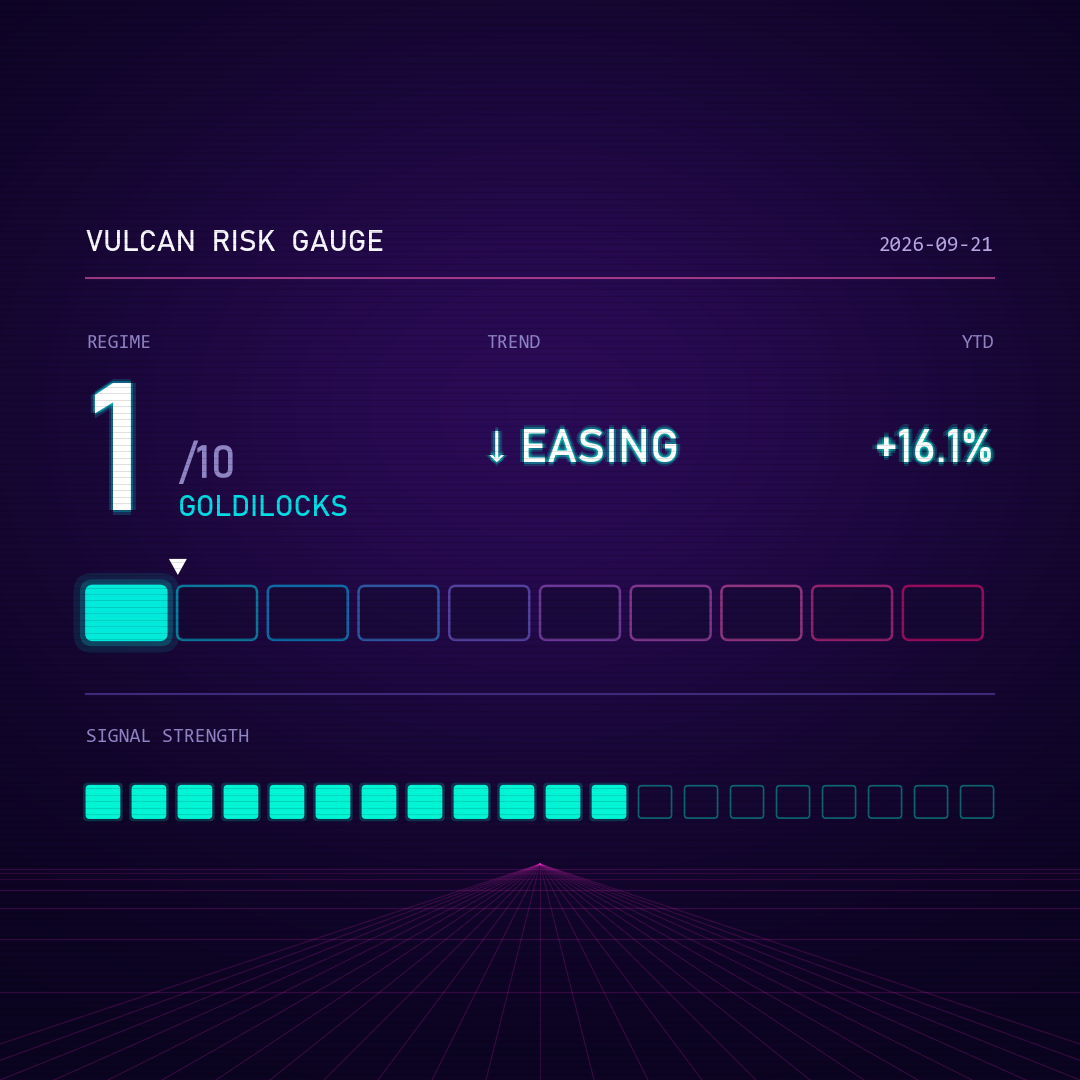 VULCAN RISK GAUGE
2026-09-21
REGIME
TREND
YTD
1 /10
GOLDILOCKS
↓ EASING
+16.1%
SIGNAL STRENGTH